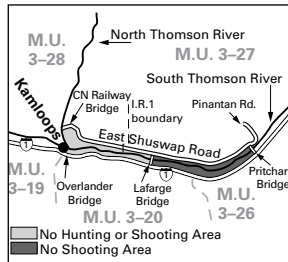 North Thomson River
M.U.
3–28
M.U.
3–27
CN Railway
Bridge
I.R.1
boundary
South Thomson River
Pinantan Rd.
Kamloops
East Shuswap Road
1
M.U.
3–19
Overlander
Bridge
Lafarge
Bridge
1
Pritchard
Bridge
M.U.
3–20
M.U.
3–26
No Hunting or Shooting Area
No Shooting Area